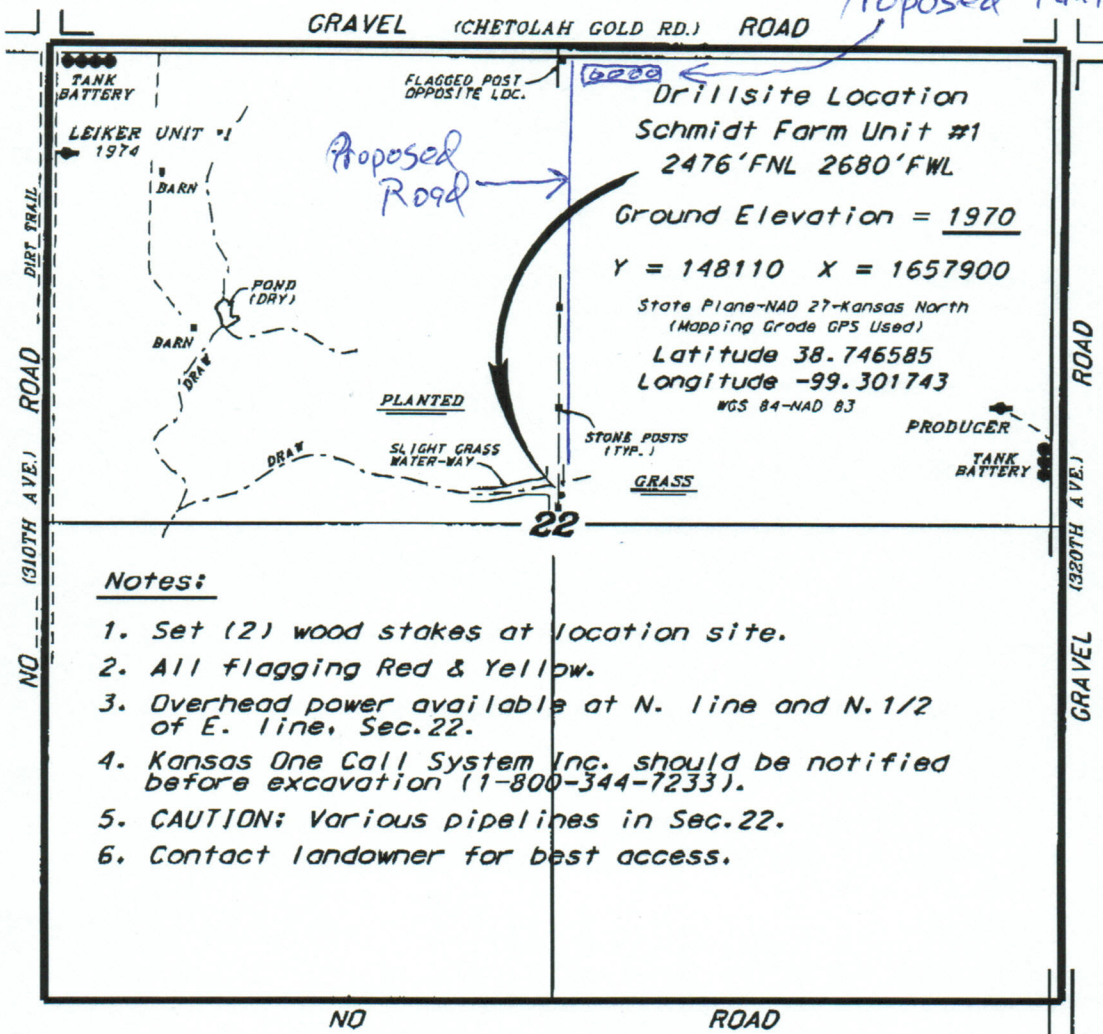 Proposed
GRAVEL (CHETOLAH GOLD RD.) ROAD
TANK
BATTERY
FLAGGED POST
OPPOSITE LOC.
Drillsite Location
Schmidt Farm Unit #1
2476'FNL 2680'FWL
LEIKER UNIT #1
1974
BARN
Proposed
Road
Ground Elevation = 1970
Y = 148110 X = 1657900
DIRT TRAIL
POND
(DRY)
State Plane-NAD 27-Kansas North
(Mapping Grade GPS Used)
BARN
Latitude 38.746585
Longitude -99.301743
WGS 84-NAD 83
DRAW
PLANTED
PRODUCER
STONE POSTS
(TYP.)
SLIGHT GRASS
WATER-WAY
DRAW
TANK
BATTERY
GRASS
22
NO (310TH AVE.) ROAD
GRAVEL (320TH AVE.) ROAD
Notes:
1. Set (2) wood stakes at location site.
2. All flagging Red & Yellow.
3. Overhead power available at N. line and N.1/2
of E. line, Sec.22.
4. Kansas One Call System Inc. should be notified
before excavation (1-800-344-7233).
5. CAUTION: Various pipelines in Sec.22.
6. Contact landowner for best access.
NO ROAD